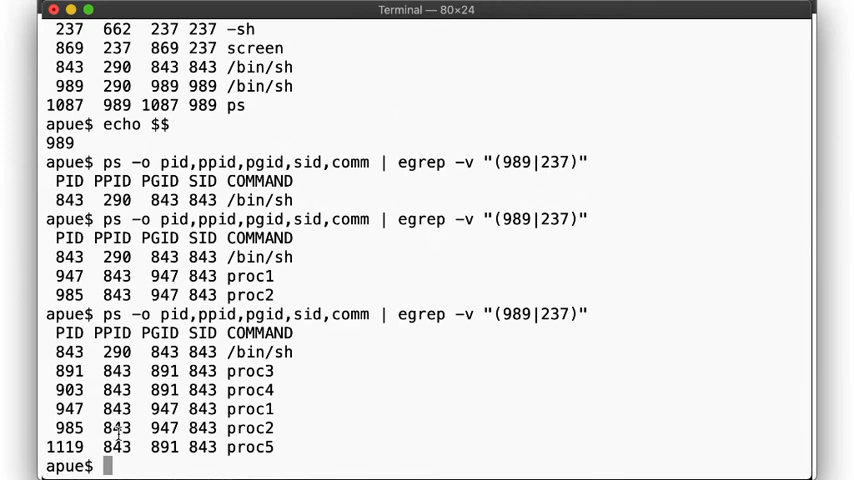 Terminal — 80×24
237 662 237 237 -sh
869 237 869 237 screen
843 290 843 843 /bin/sh
989 290 989 989 /bin/sh
1087 989 1087 989 ps
apue$ echo $$
989
apue$ ps -o pid,ppid,pgid,sid,comm | egrep -v "(989|237)"
PID PPID PGID SID COMMAND
843 290 843 843 /bin/sh
apue$ ps -o pid,ppid,pgid,sid,comm | egrep -v "(989|237)"
PID PPID PGID SID COMMAND
843 290 843 843 /bin/sh
947 843 947 843 proc1
985 843 947 843 proc2
apue$ ps -o pid,ppid,pgid,sid,comm | egrep -v "(989|237)"
PID PPID PGID SID COMMAND
843 290 843 843 /bin/sh
891 843 891 843 proc3
903 843 891 843 proc4
947 843 947 843 proc1
985 843 947 843 proc2
1119 843 891 843 proc5
apue$